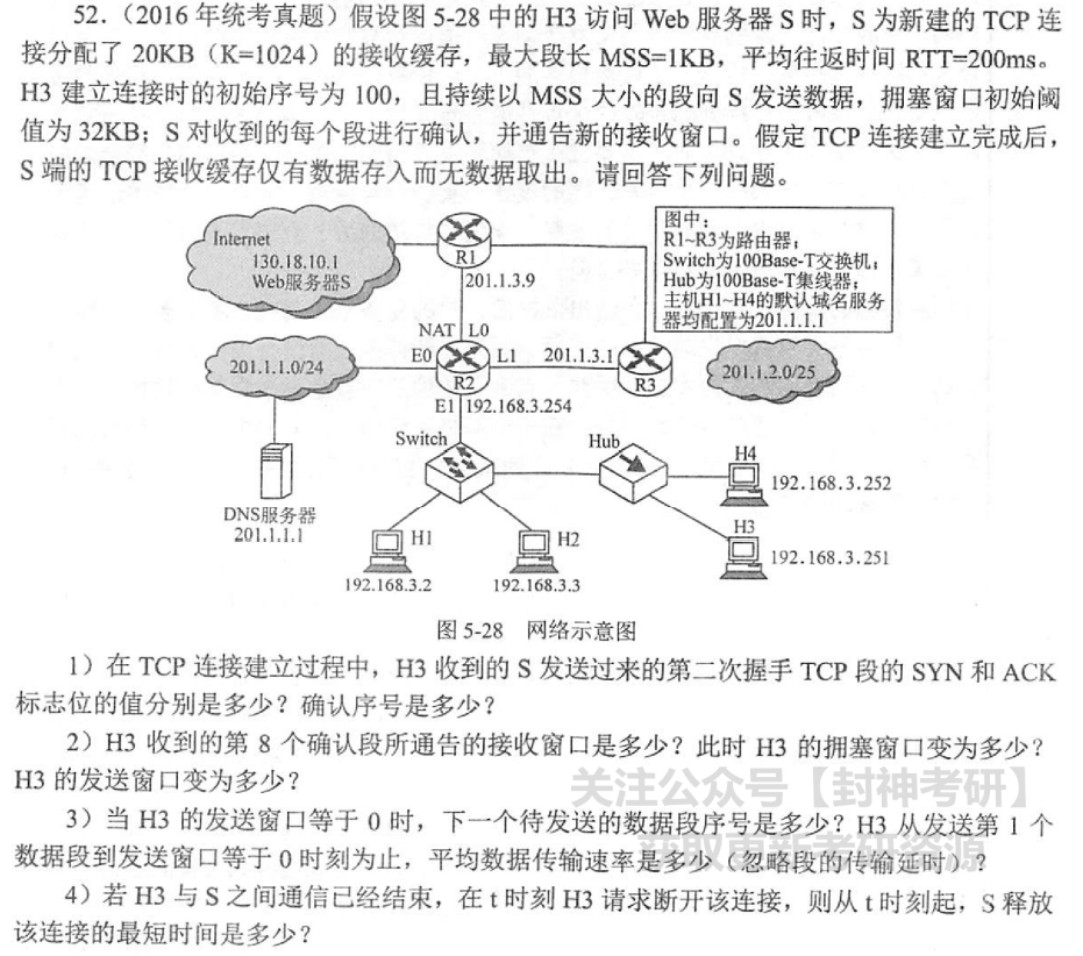 52.（2016 年统考真题）假设图 5-28 中的 H3 访问 Web 服务器 S 时，S 为新建的 TCP 连
接分配了 20KB（K=1024）的接收缓存，最大段长 MSS=1KB，平均往返时间 RTT=200ms。
H3 建立连接时的初始序号为 100，且持续以 MSS 大小的段向 S 发送数据，拥塞窗口初始阈
值为 32KB；S 对收到的每个段进行确认，并通告新的接收窗口。假定 TCP 连接建立完成后，
S 端的 TCP 接收缓存仅有数据存入而无数据取出。请回答下列问题。
Internet
130.18.10.1
Web服务器S
R1
201.1.3.9
图中：
R1~R3为路由器；
Switch为100Base-T交换机；
Hub为100Base-T集线器；
主机H1~H4的默认域名服务
器均配置为201.1.1.1
NAT
L0
201.1.1.0/24
E0
R2
L1
201.1.3.1
R3
201.1.2.0/25
E1
192.168.3.254
Switch
Hub
H4
192.168.3.252
DNS服务器
201.1.1.1
H1
192.168.3.2
H2
192.168.3.3
H3
192.168.3.251
图 5-28 网络示意图
1）在 TCP 连接建立过程中，H3 收到的 S 发送过来的第二次握手 TCP 段的 SYN 和 ACK
标志位的值分别是多少？确认序号是多少？
2）H3 收到的第 8 个确认段所通告的接收窗口是多少？此时 H3 的拥塞窗口变为多少？
H3 的发送窗口变为多少？
关注公众号【封神考研】
3）当 H3 的发送窗口等于 0 时，下一个待发送的数据段序号是多少？H3 从发送第 1 个
数据段到发送窗口等于 0 时刻为止，平均数据传输速率是多少（忽略段的传输延时）？
获取更新考研资源
4）若 H3 与 S 之间通信已经结束，在 t 时刻 H3 请求断开该连接，则从 t 时刻起，S 释放
该连接的最短时间是多少？